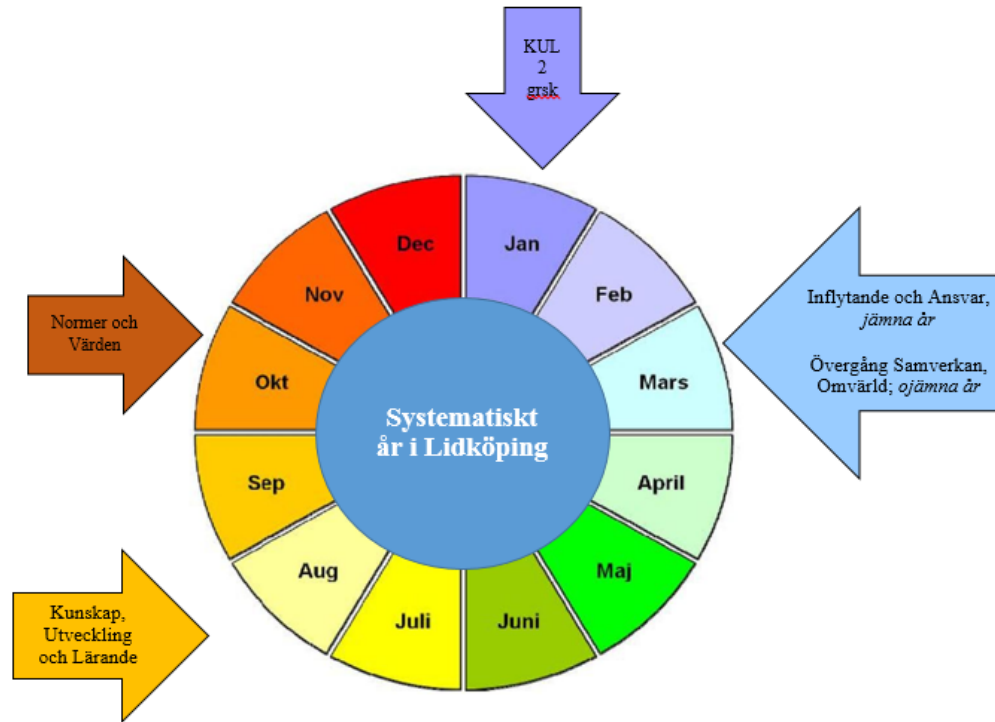 KUL
2
grsk
Dec
Jan
Nov
Feb
Inflytande och Ansvar,
jämna år
Övergång Samverkan,
Omvärld; ojämna år
Normer och
Värden
Okt
Mars
Systematiskt
år i Lidköping
Sep
April
Aug
Maj
Juli
Juni
Kunskap,
Utveckling
och Lärande